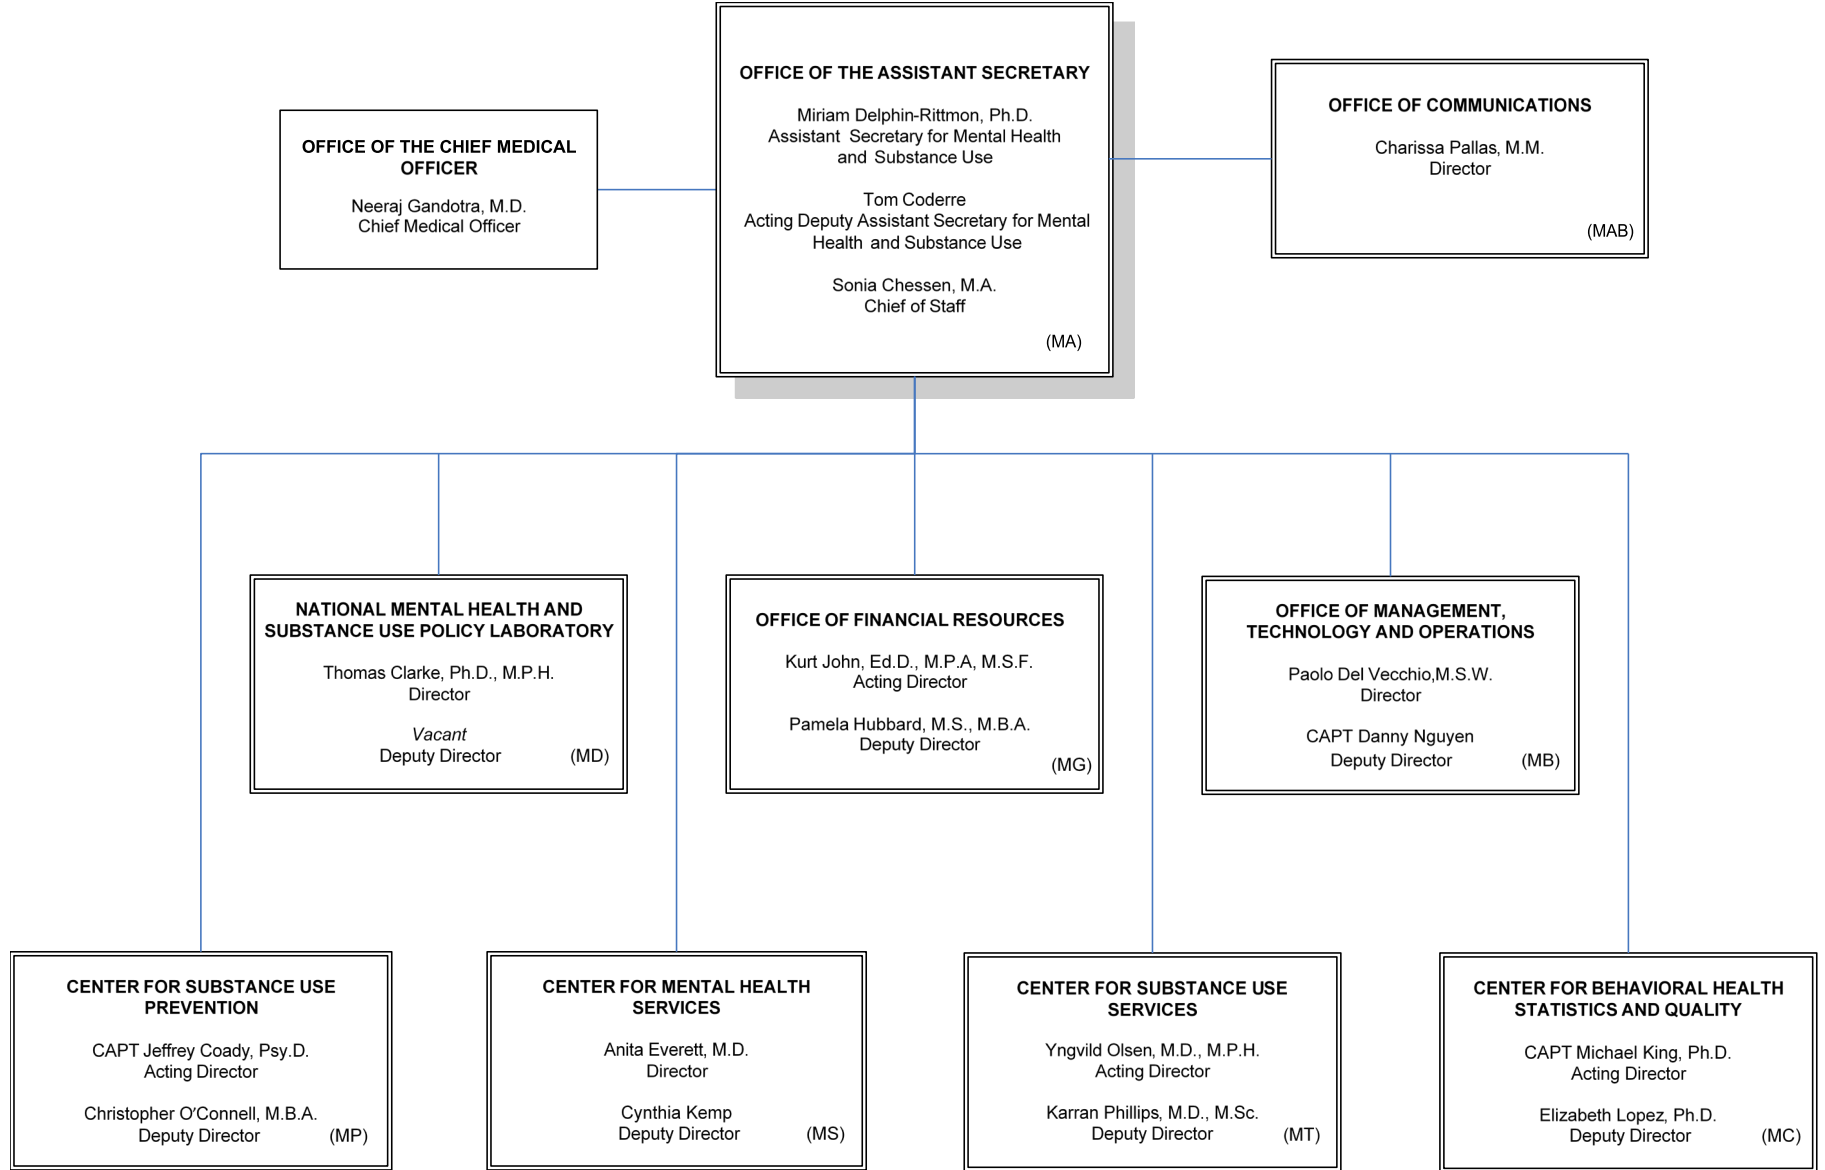 OFFICE OF THE ASSISTANT SECRETARY
Miriam Delphin-Rittmon, Ph.D.
Assistant Secretary for Mental Health
and Substance Use
Tom Coderre
Acting Deputy Assistant Secretary for Mental
Health and Substance Use
Sonia Chessen, M.A.
Chief of Staff
(MA)
OFFICE OF THE CHIEF MEDICAL
OFFICER
Neeraj Gandotra, M.D.
Chief Medical Officer
OFFICE OF COMMUNICATIONS
Charissa Pallas, M.M.
Director
(MAB)
NATIONAL MENTAL HEALTH AND
SUBSTANCE USE POLICY LABORATORY
Thomas Clarke, Ph.D., M.P.H.
Director
Vacant
Deputy Director (MD)
OFFICE OF FINANCIAL RESOURCES
Kurt John, Ed.D., M.P.A, M.S.F.
Acting Director
Pamela Hubbard, M.S., M.B.A.
Deputy Director
(MG)
OFFICE OF MANAGEMENT,
TECHNOLOGY AND OPERATIONS
Paolo Del Vecchio,M.S.W.
Director
CAPT Danny Nguyen
Deputy Director (MB)
CENTER FOR SUBSTANCE USE
PREVENTION
CAPT Jeffrey Coady, Psy.D.
Acting Director
Christopher O’Connell, M.B.A.
Deputy Director (MP)
CENTER FOR MENTAL HEALTH
SERVICES
Anita Everett, M.D.
Director
Cynthia Kemp
Deputy Director (MS)
CENTER FOR SUBSTANCE USE
SERVICES
Yngvild Olsen, M.D., M.P.H.
Acting Director
Karran Phillips, M.D., M.Sc.
Deputy Director (MT)
CENTER FOR BEHAVIORAL HEALTH
STATISTICS AND QUALITY
CAPT Michael King, Ph.D.
Acting Director
Elizabeth Lopez, Ph.D.
Deputy Director (MC)